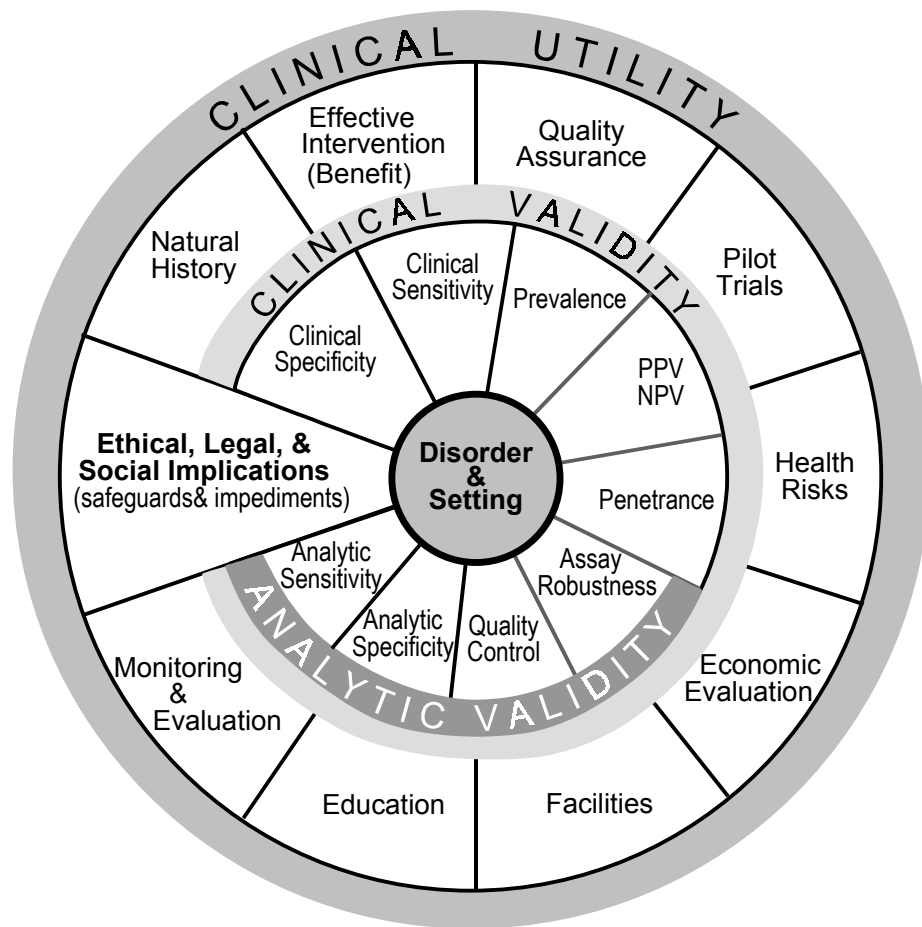 CLINICAL UTILITY
Effective
Intervention
(Benefit)
Quality
Assurance
Natural
History
Pilot
Trials
CLINICAL VALIDITY
Clinical
Sensitivity
Prevalence
Clinical
Specificity
PPV
NPV
Ethical, Legal, &
Social Implications
(safeguards& impediments)
Disorder
&
Setting
Health
Risks
Penetrance
Analytic
Sensitivity
Assay
Robustness
Analytic
Specificity
Quality
Control
ANALYTIC VALIDITY
Monitoring
&
Evaluation
Economic
Evaluation
Education
Facilities